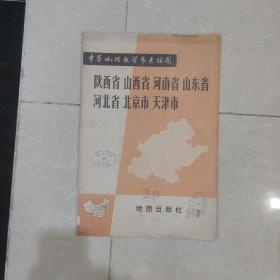 中学地理教学参考挂图
陕西省 山西省 河南省 山东省
河北省 北京市 天津市
20
地图出版社